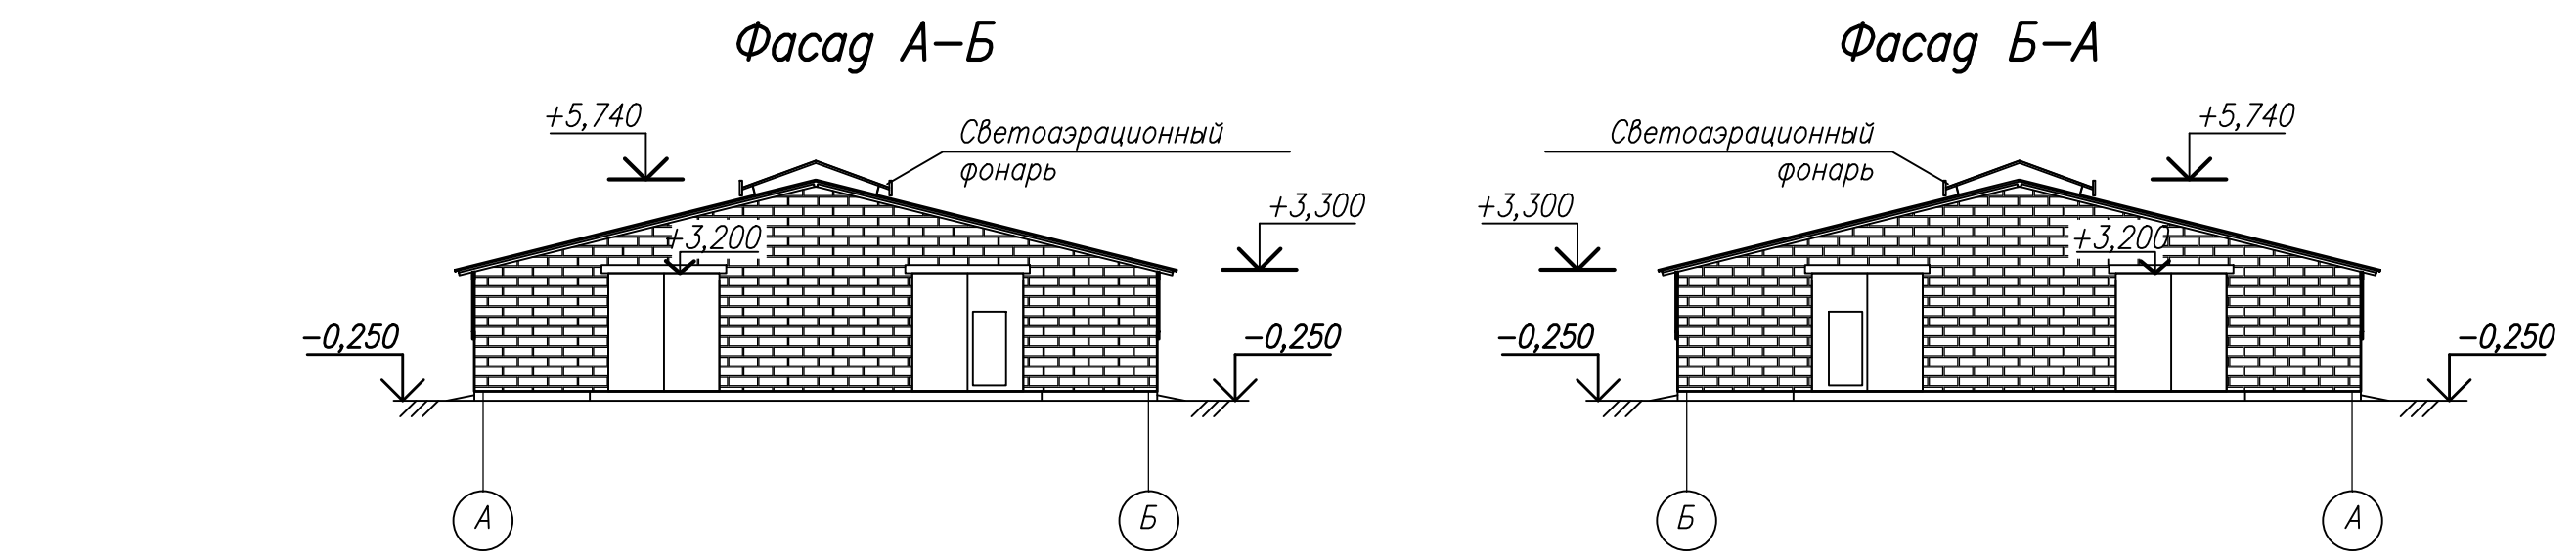 Фасад А-Б
+5,740
Светоаэрационный
фонарь
+3,300
+3,200
-0,250
-0,250
А
Б
Фасад Б-А
Светоаэрационный
фонарь
+5,740
+3,300
+3,200
-0,250
-0,250
Б
А